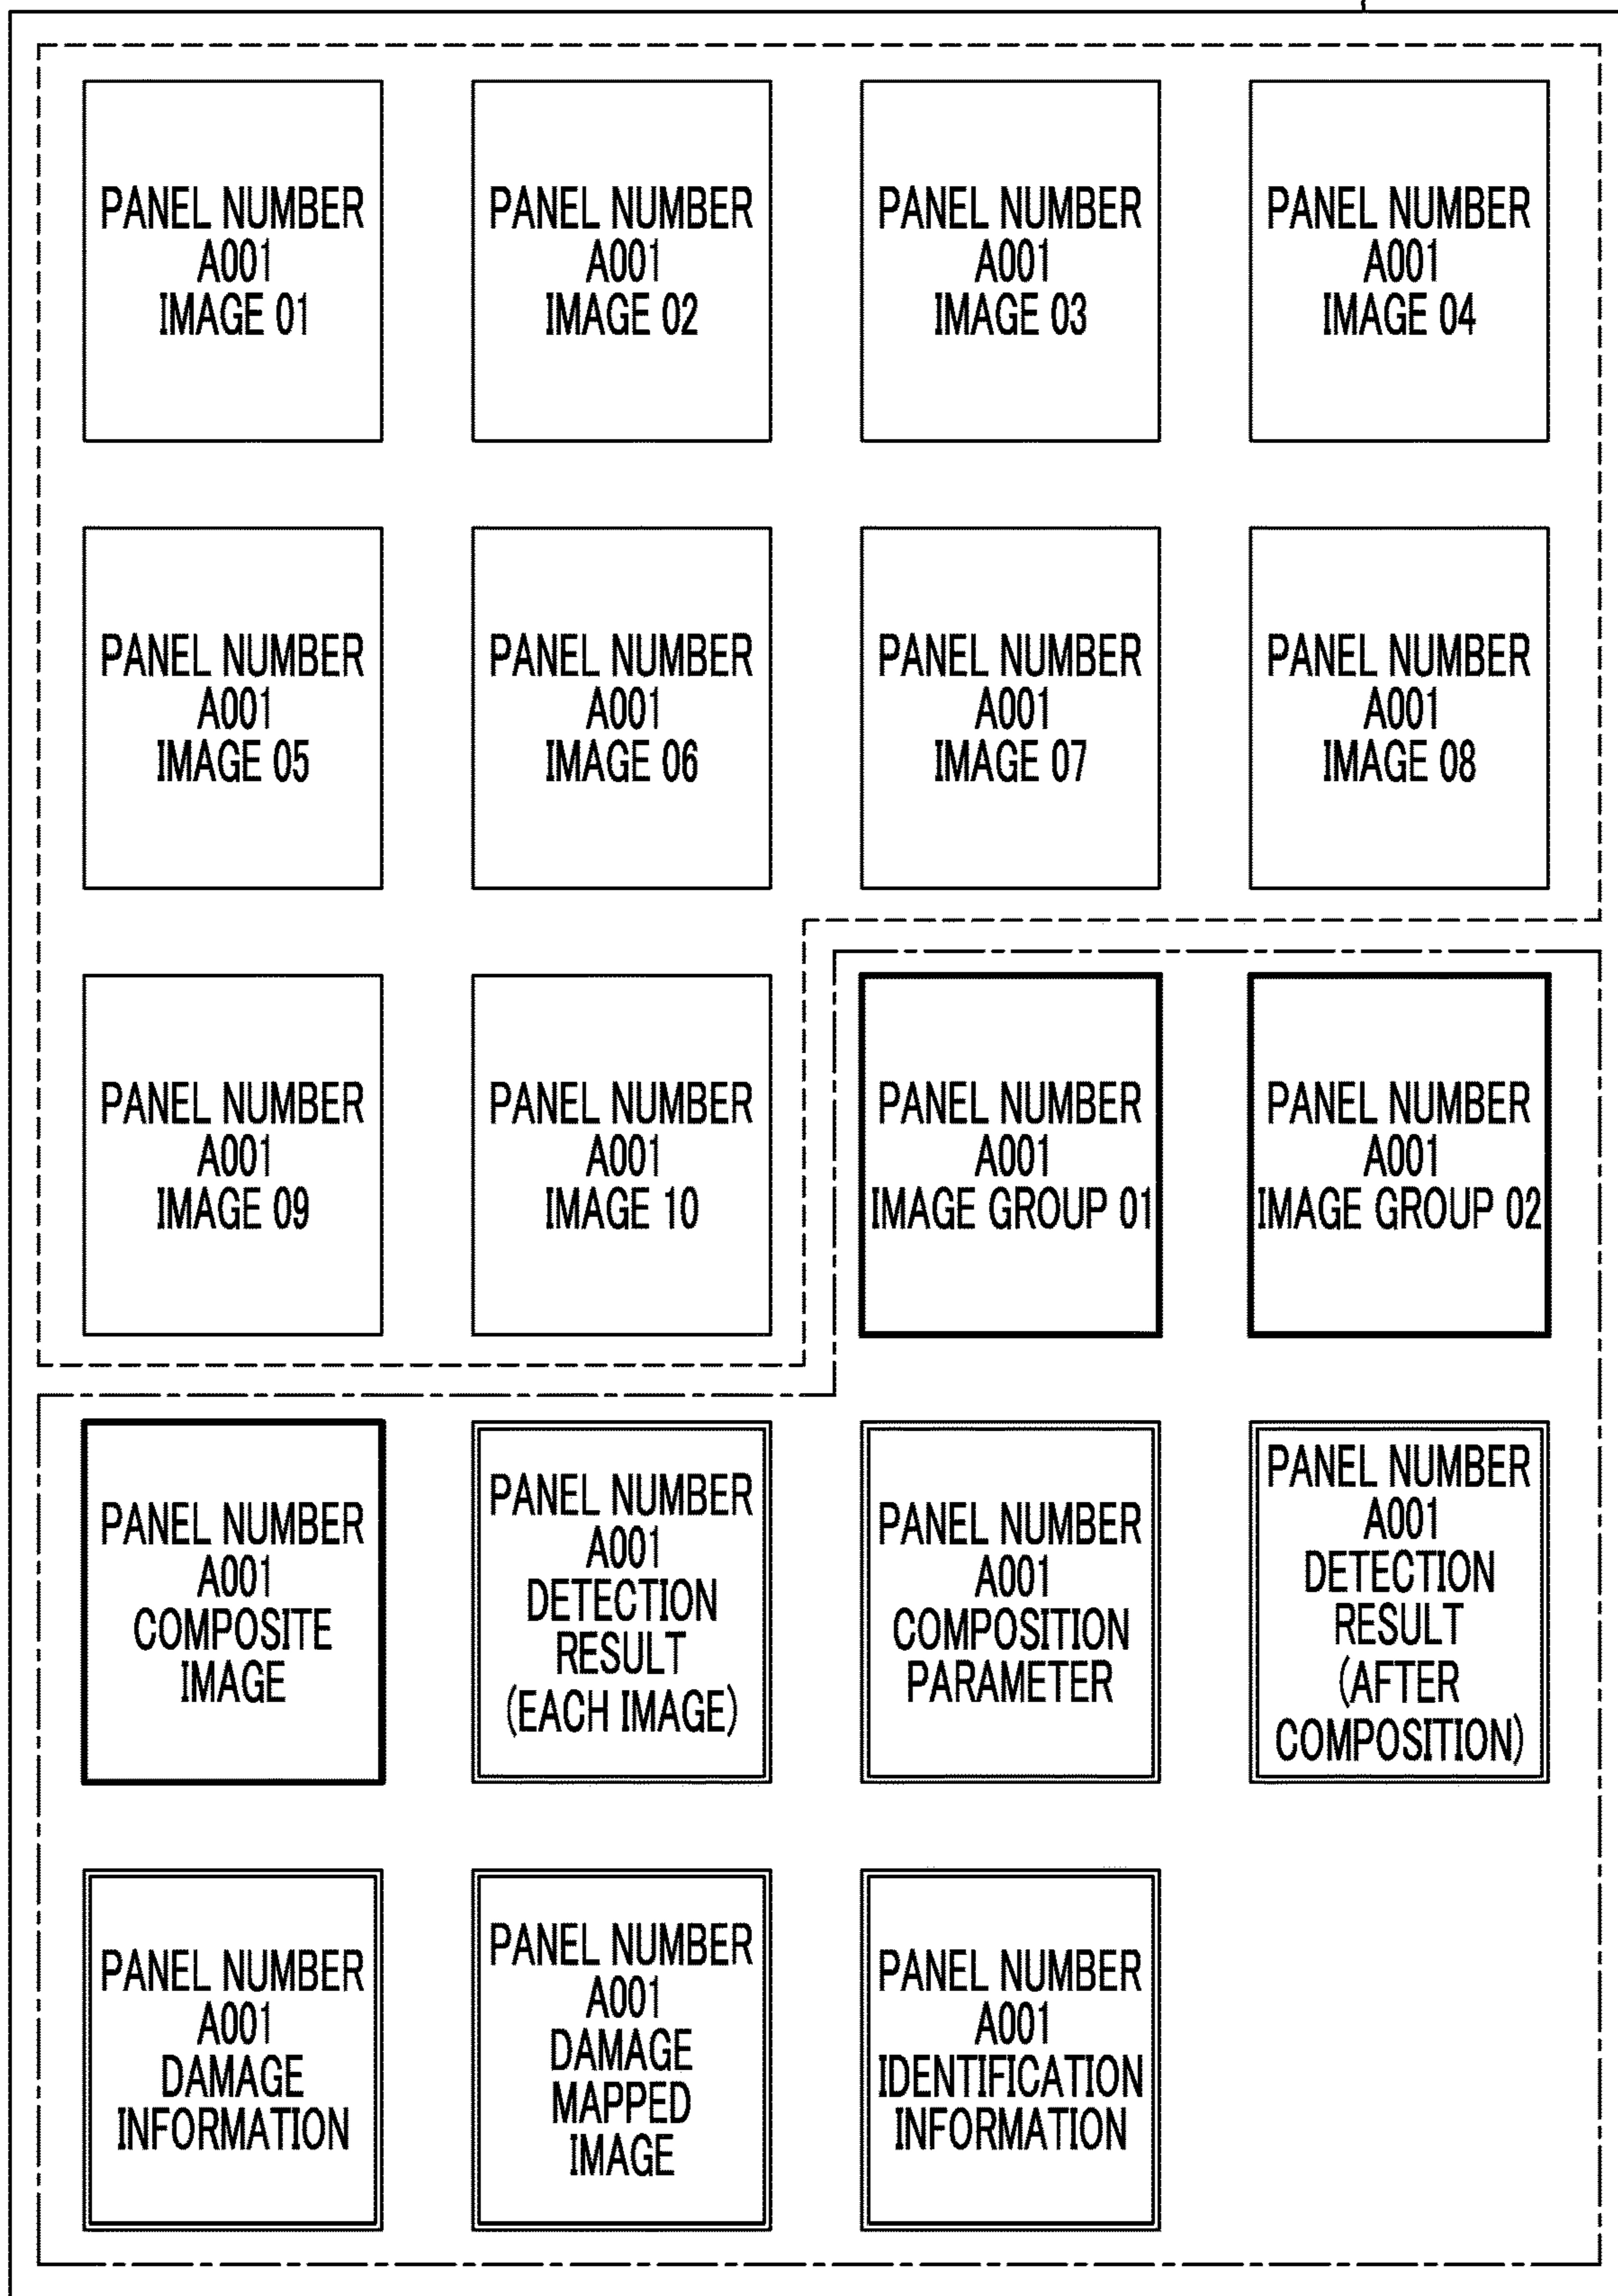 PANEL NUMBER
A001
IMAGE 01
PANEL NUMBER
A001
IMAGE 02
PANEL NUMBER
A001
IMAGE 03
PANEL NUMBER
A001
IMAGE 04
PANEL NUMBER
A001
IMAGE 05
PANEL NUMBER
A001
IMAGE 06
PANEL NUMBER
A001
IMAGE 07
PANEL NUMBER
A001
IMAGE 08
PANEL NUMBER
A001
IMAGE 09
PANEL NUMBER
A001
IMAGE 10
PANEL NUMBER
A001
IMAGE GROUP 01
PANEL NUMBER
A001
IMAGE GROUP 02
PANEL NUMBER
A001
COMPOSITE
IMAGE
PANEL NUMBER
A001
DETECTION
RESULT
(EACH IMAGE)
PANEL NUMBER
A001
COMPOSITION
PARAMETER
PANEL NUMBER
A001
DETECTION
RESULT
(AFTER
COMPOSITION)
PANEL NUMBER
A001
DAMAGE
INFORMATION
PANEL NUMBER
A001
DAMAGE
MAPPED
IMAGE
PANEL NUMBER
A001
IDENTIFICATION
INFORMATION